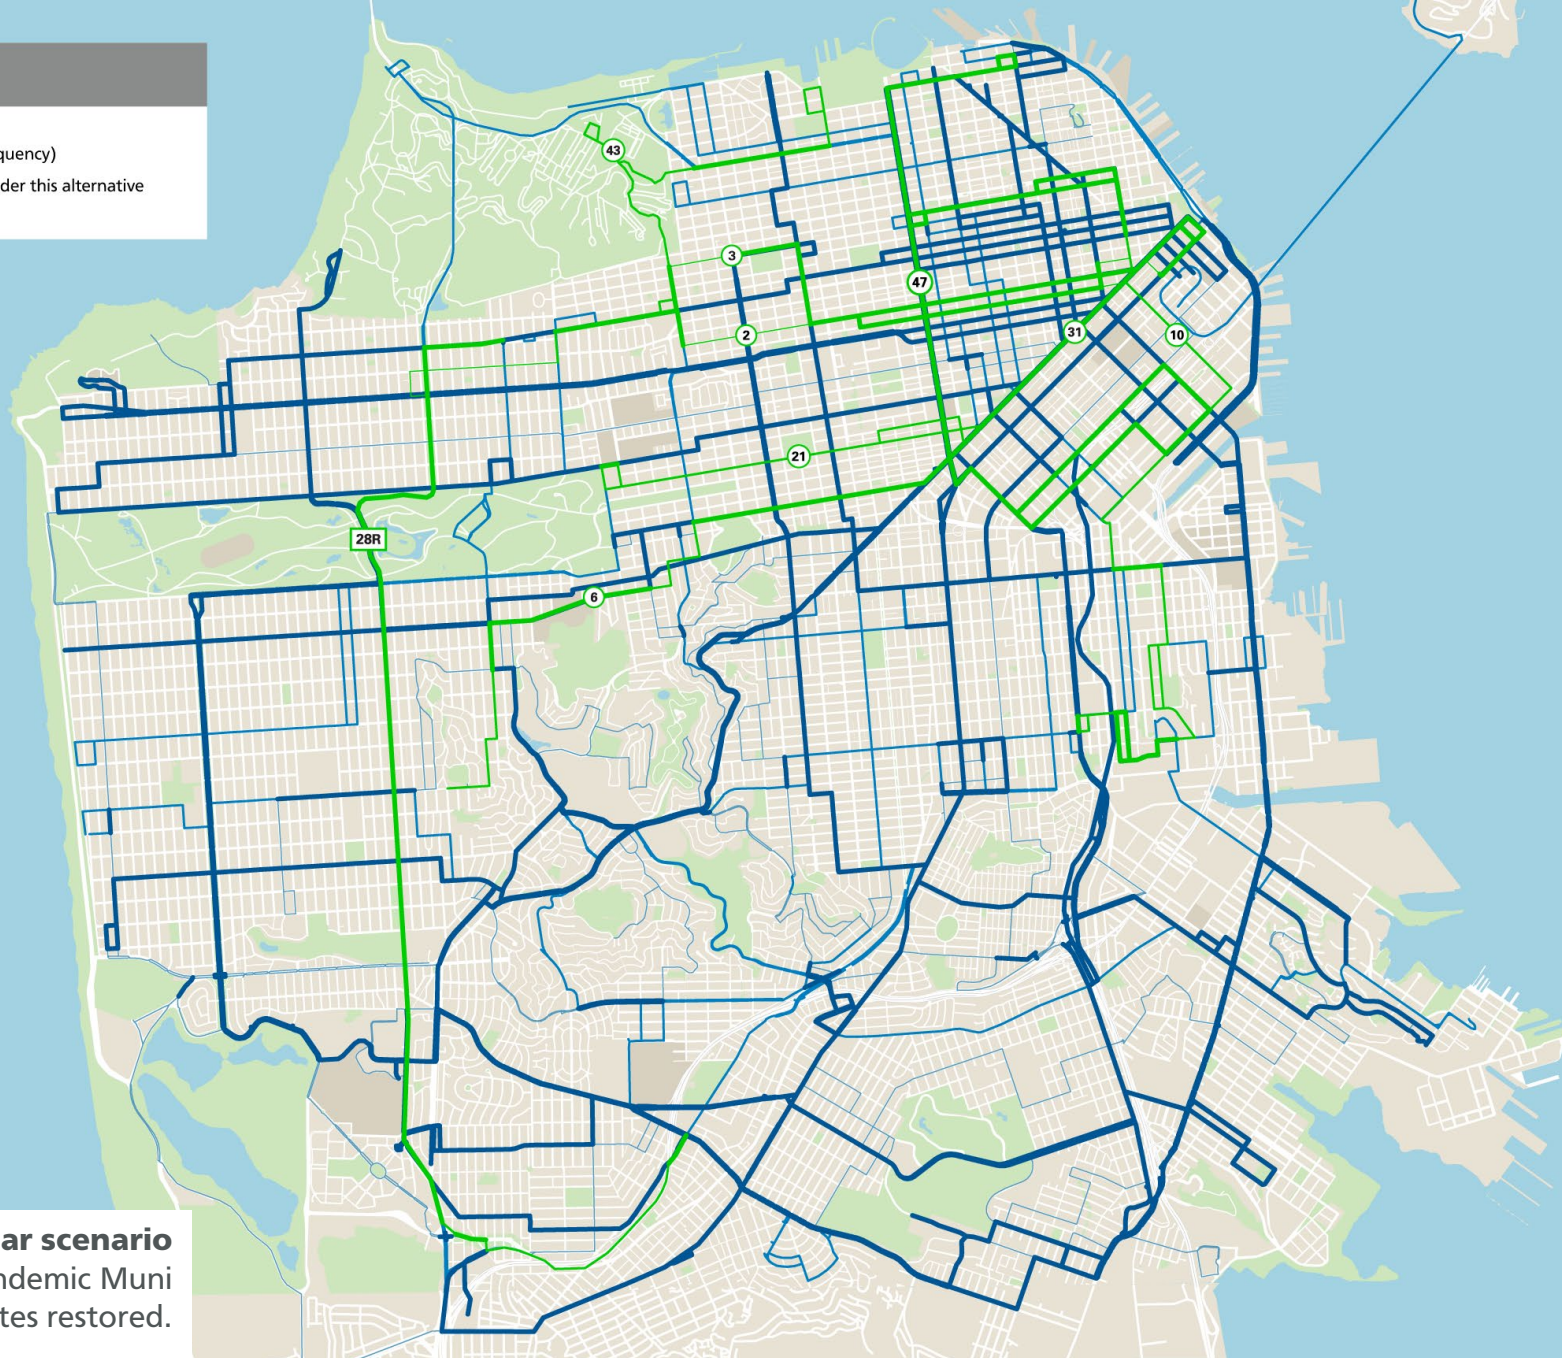 quency)
der this alternative
43
3
47
2
31
10
21
28R
6
ar scenario
ndemic Muni
tes restored.